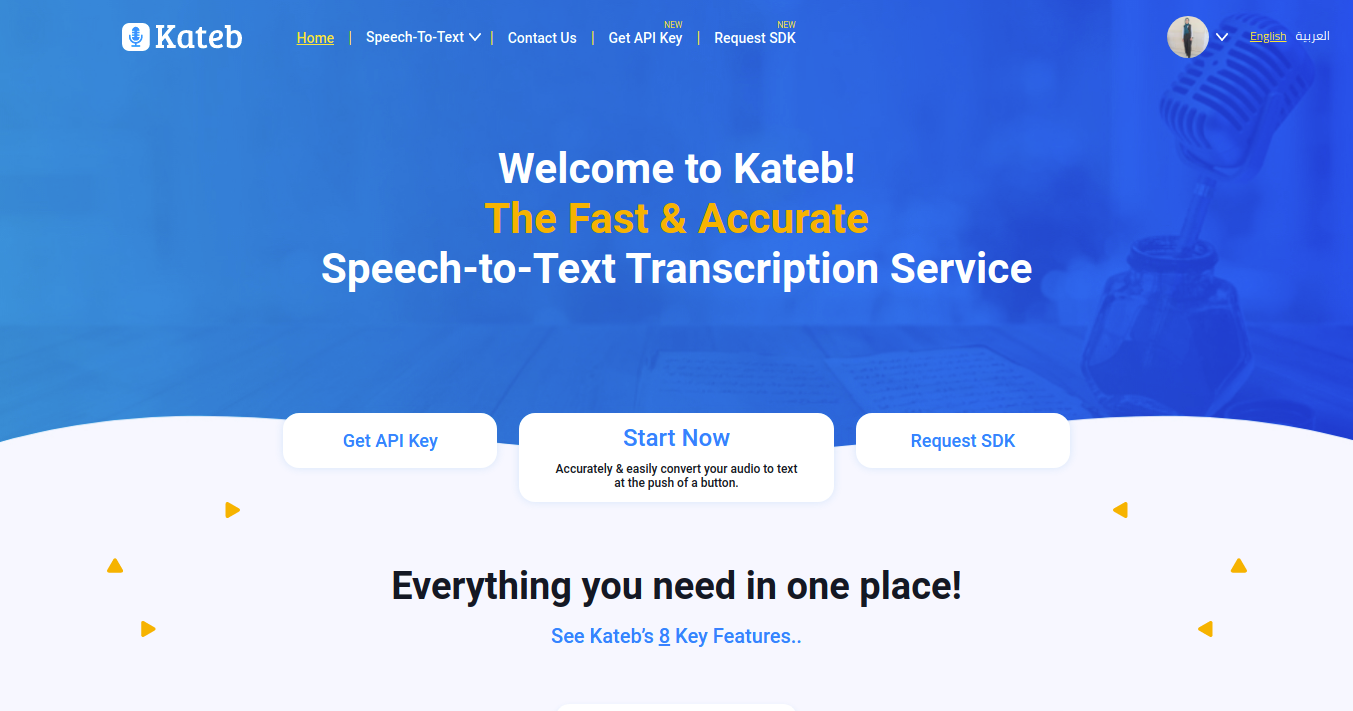 Kateb
Home | Speech-To-Text | Contact Us | Get API Key NEW | Request SDK NEW
English العربية
Welcome to Kateb!
The Fast & Accurate
Speech-to-Text Transcription Service
Get API Key
Start Now
Accurately & easily convert your audio to text
at the push of a button.
Request SDK
Everything you need in one place!
See Kateb’s 8 Key Features..